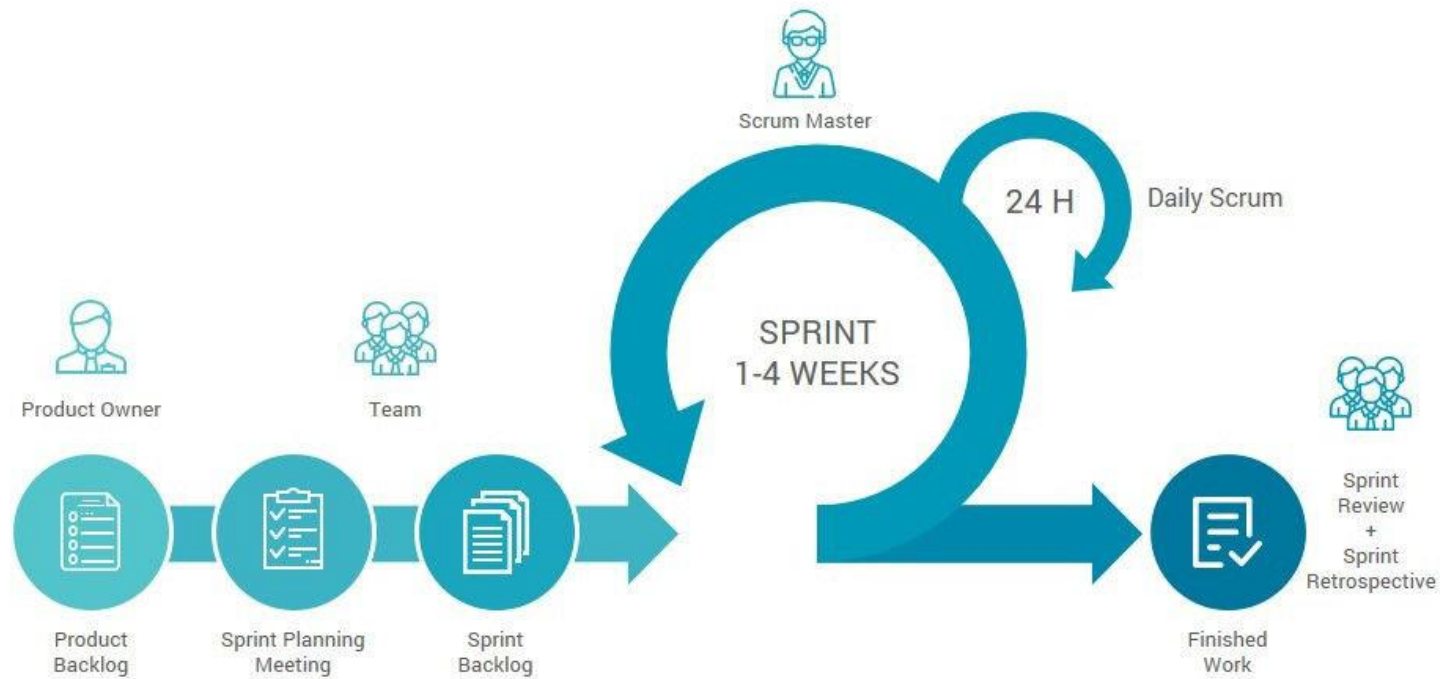 Scrum Master
24 H
Daily Scrum
SPRINT
1-4 WEEKS
Product Owner
Team
Sprint
Review
+
Sprint
Retrospective
Product
Backlog
Sprint Planning
Meeting
Sprint
Backlog
Finished
Work